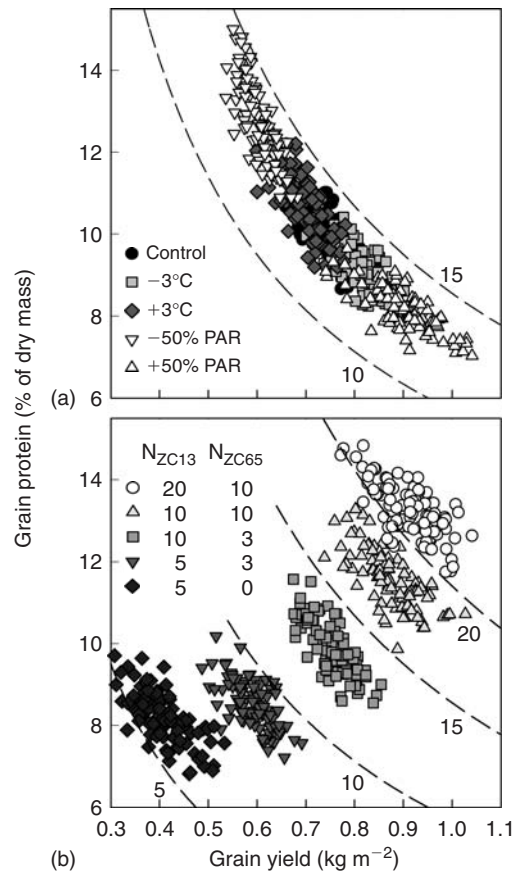 14
12
10
8
6
Control
−3°C
+3°C
−50% PAR
+50% PAR
15
10
(a)
Grain protein (% of dry mass)
N_ZC13 N_ZC65
20 10
10 10
10 3
5 3
5 0
14
12
10
8
6
20
15
10
5
0.3 0.4 0.5 0.6 0.7 0.8 0.9 1.0 1.1
(b) Grain yield (kg m⁻²)